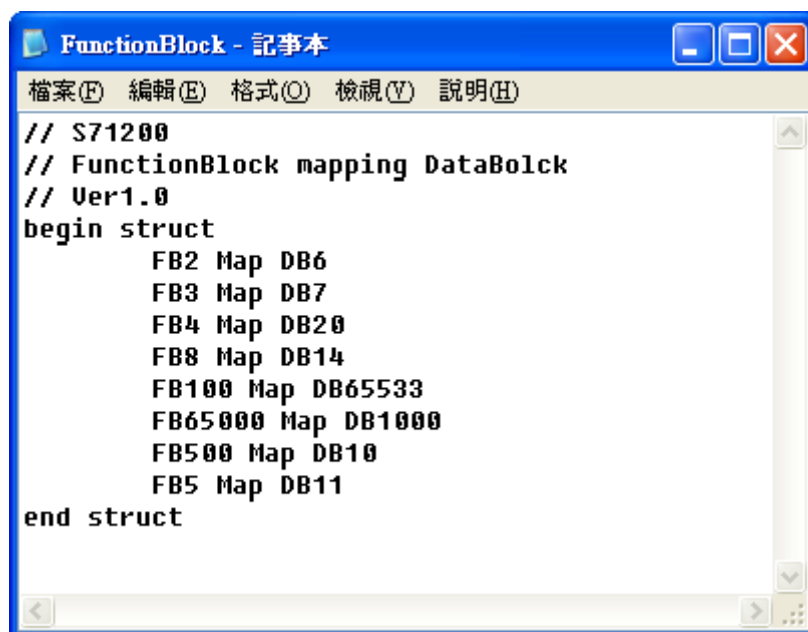 FunctionBlock - 記事本
檔案(F) 編輯(E) 格式(O) 檢視(V) 說明(H)
// S71200
// FunctionBlock mapping DataBolck
// Ver1.0
begin struct
FB2 Map DB6
FB3 Map DB7
FB4 Map DB20
FB8 Map DB14
FB100 Map DB65533
FB65000 Map DB1000
FB500 Map DB10
FB5 Map DB11
end struct